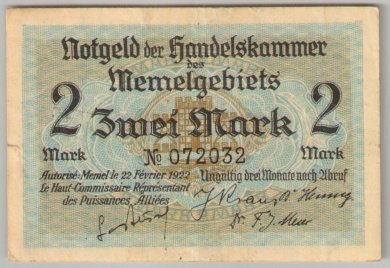 Notgeld der Handelskammer
des
Memelgebiets
2 Zwei Mark 2
Mark № 072032 Mark
Autorisé: Memel le 22 Février 1922
Le Haut-Commissaire Représentant
des Puissances Alliées
Ungültig drei Monate nach Abruf